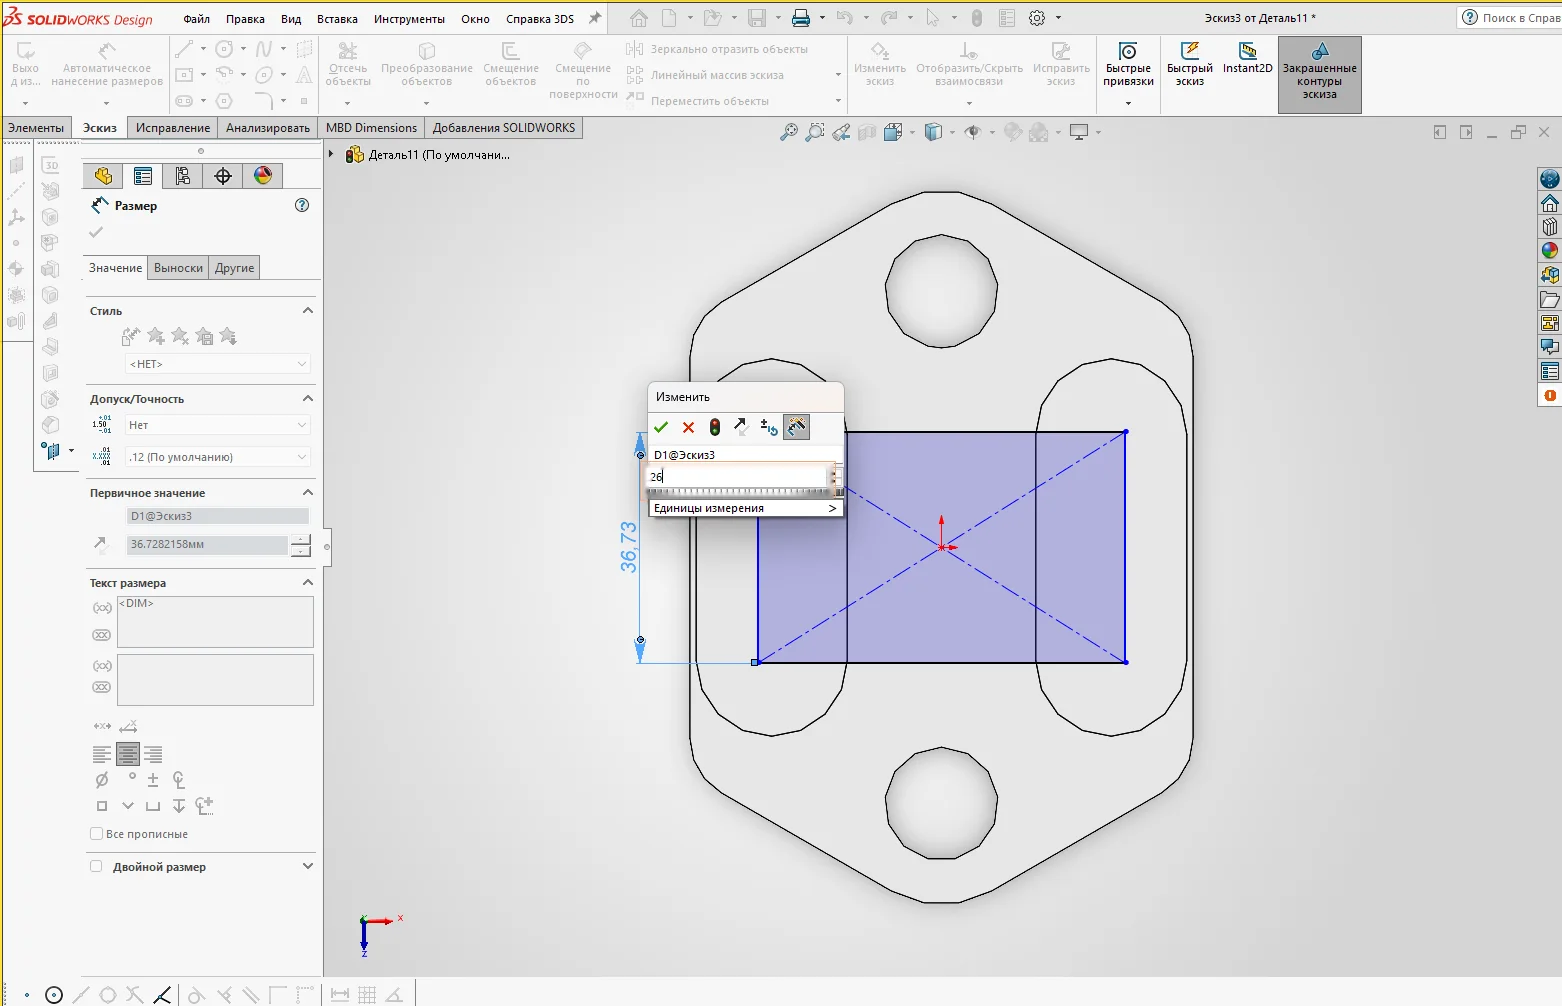 SOLIDWORKS Design
Файл Правка Вид Вставка Инструменты Окно Справка 3DS
Эскиз3 от Деталь11 *
Поиск в Справ
Выхо
д из...
Автоматическое
нанесение размеров
Отсечь
объекты
Преобразование
объектов
Смещение
объектов
Смещение
по
поверхности
Зеркально отразить объекты
Линейный массив эскиза
Переместить объекты
Изменить
эскиз
Отобразить/Скрыть
взаимосвязи
Исправить
эскиз
Быстрые
привязки
Быстрый
эскиз
Instant2D
Закрашенные
контуры
эскиза
Элементы Эскиз Исправление Анализировать MBD Dimensions Добавления SOLIDWORKS
Деталь11 (По умолчани...
Размер
Значение Выноски Другие
Стиль
<НЕТ>
Допуск/Точность
Нет
.12 (По умолчанию)
Первичное значение
D1@Эскиз3
36.7282158мм
Текст размера
<DIM>
Все прописные
Двойной размер
Изменить
D1@Эскиз3
26
Единицы измерения >
36,73
X
Z